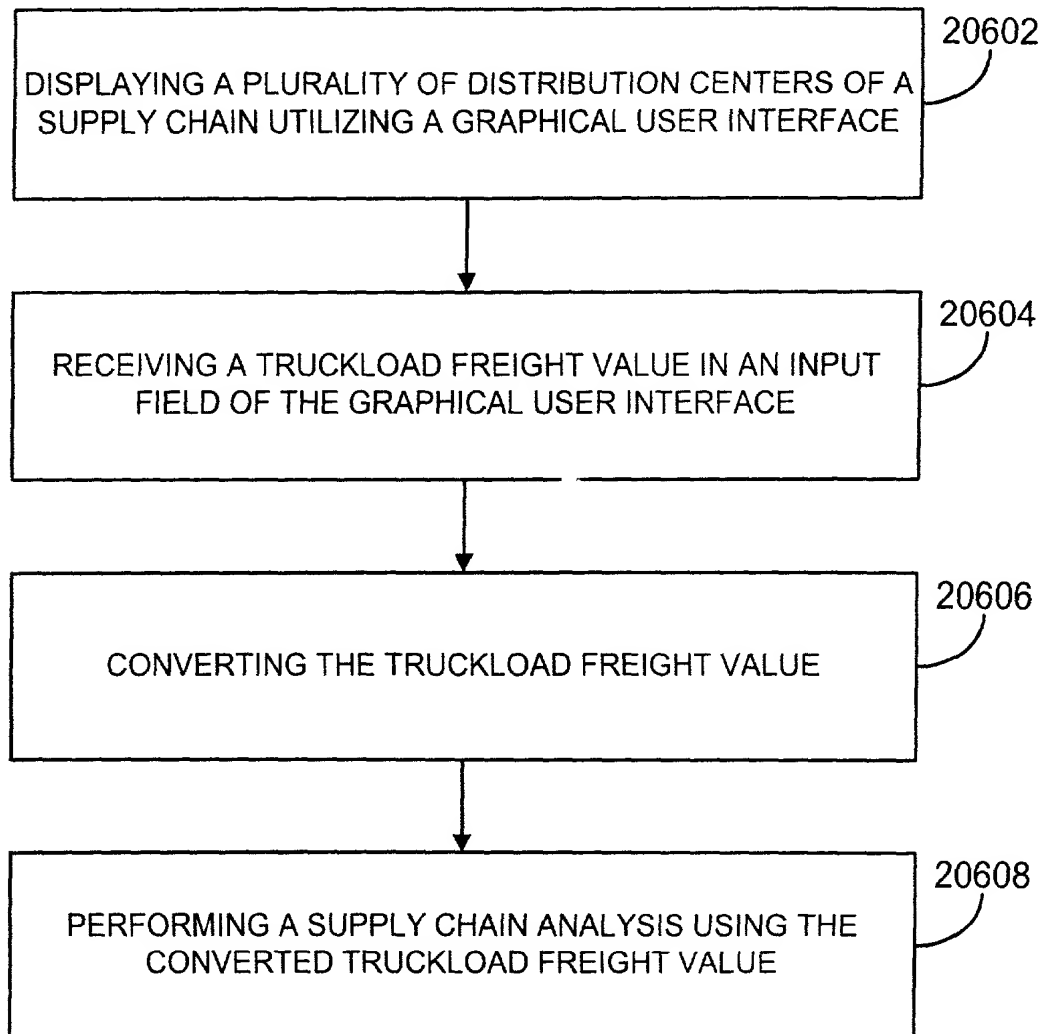 20602
DISPLAYING A PLURALITY OF DISTRIBUTION CENTERS OF A
SUPPLY CHAIN UTILIZING A GRAPHICAL USER INTERFACE
20604
RECEIVING A TRUCKLOAD FREIGHT VALUE IN AN INPUT
FIELD OF THE GRAPHICAL USER INTERFACE
20606
CONVERTING THE TRUCKLOAD FREIGHT VALUE
20608
PERFORMING A SUPPLY CHAIN ANALYSIS USING THE
CONVERTED TRUCKLOAD FREIGHT VALUE